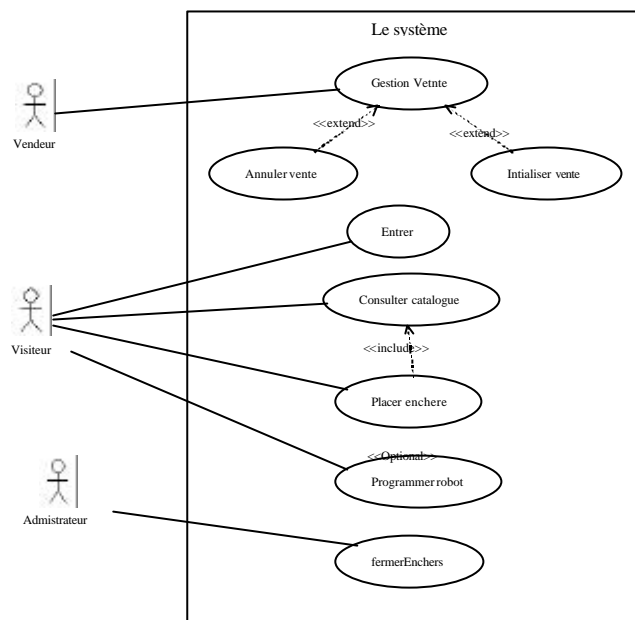 Le système
Gestion Vetnte
Vendeur
<<extend>>
<<extend>>
Annuler vente
Intialiser vente
Entrer
Consulter catalogue
Visiteur
<<include>>
Placer enchere
<<Optional>>
Programmer robot
Admistrateur
fermerEnchers